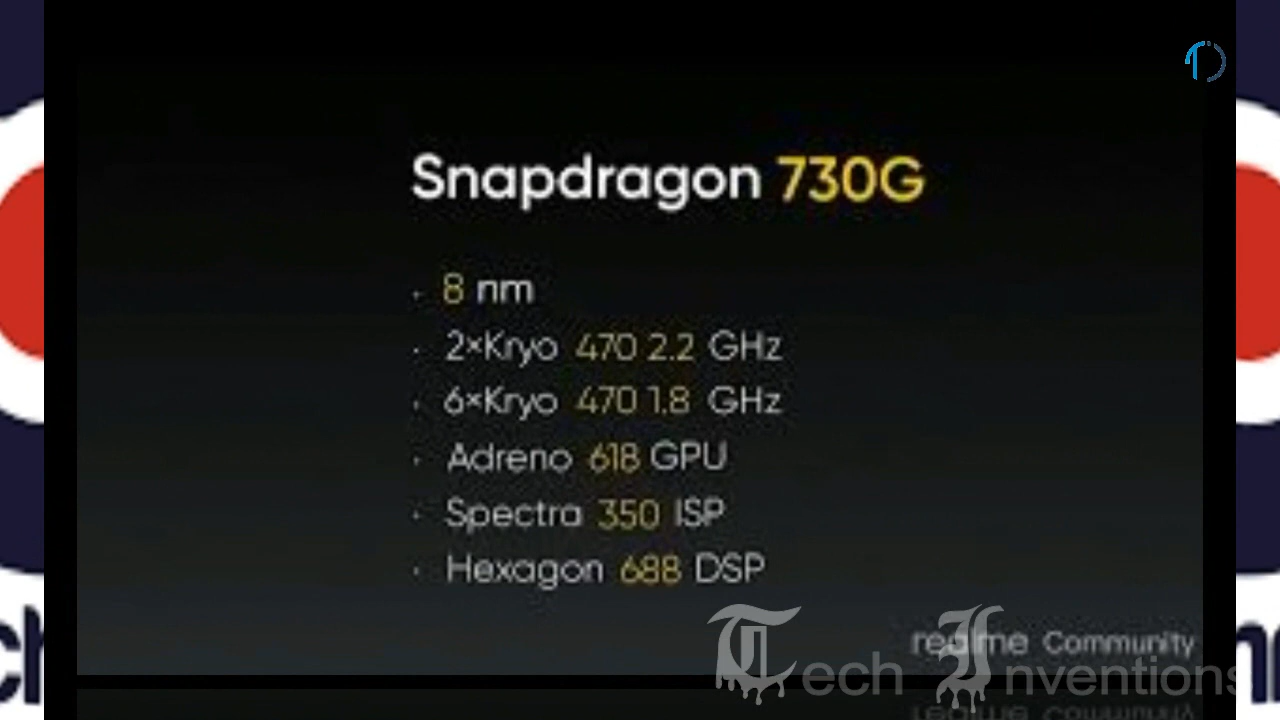 Snapdragon 730G
· 8 nm
· 2×Kryo 470 2.2 GHz
· 6×Kryo 470 1.8 GHz
· Adreno 618 GPU
· Spectra 350 ISP
· Hexagon 688 DSP
realme Community
Tech Inventions